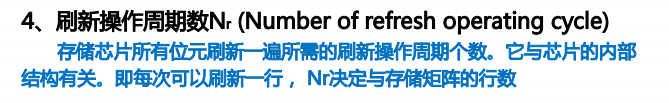 4、刷新操作周期数Nr (Number of refresh operating cycle)
存储芯片所有位元刷新一遍所需的刷新操作周期个数。它与芯片的内部
结构有关。即每次可以刷新一行，Nr决定与存储矩阵的行数